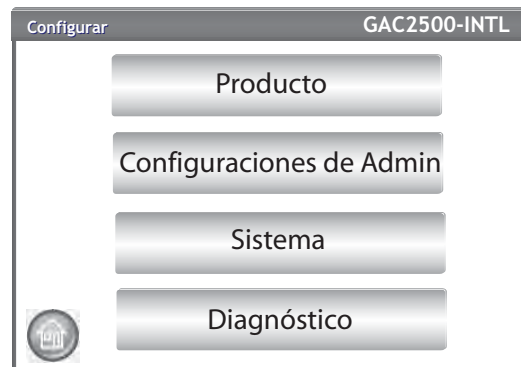 Configurar GAC2500-INTL
Producto
Configuraciones de Admin
Sistema
Diagnóstico